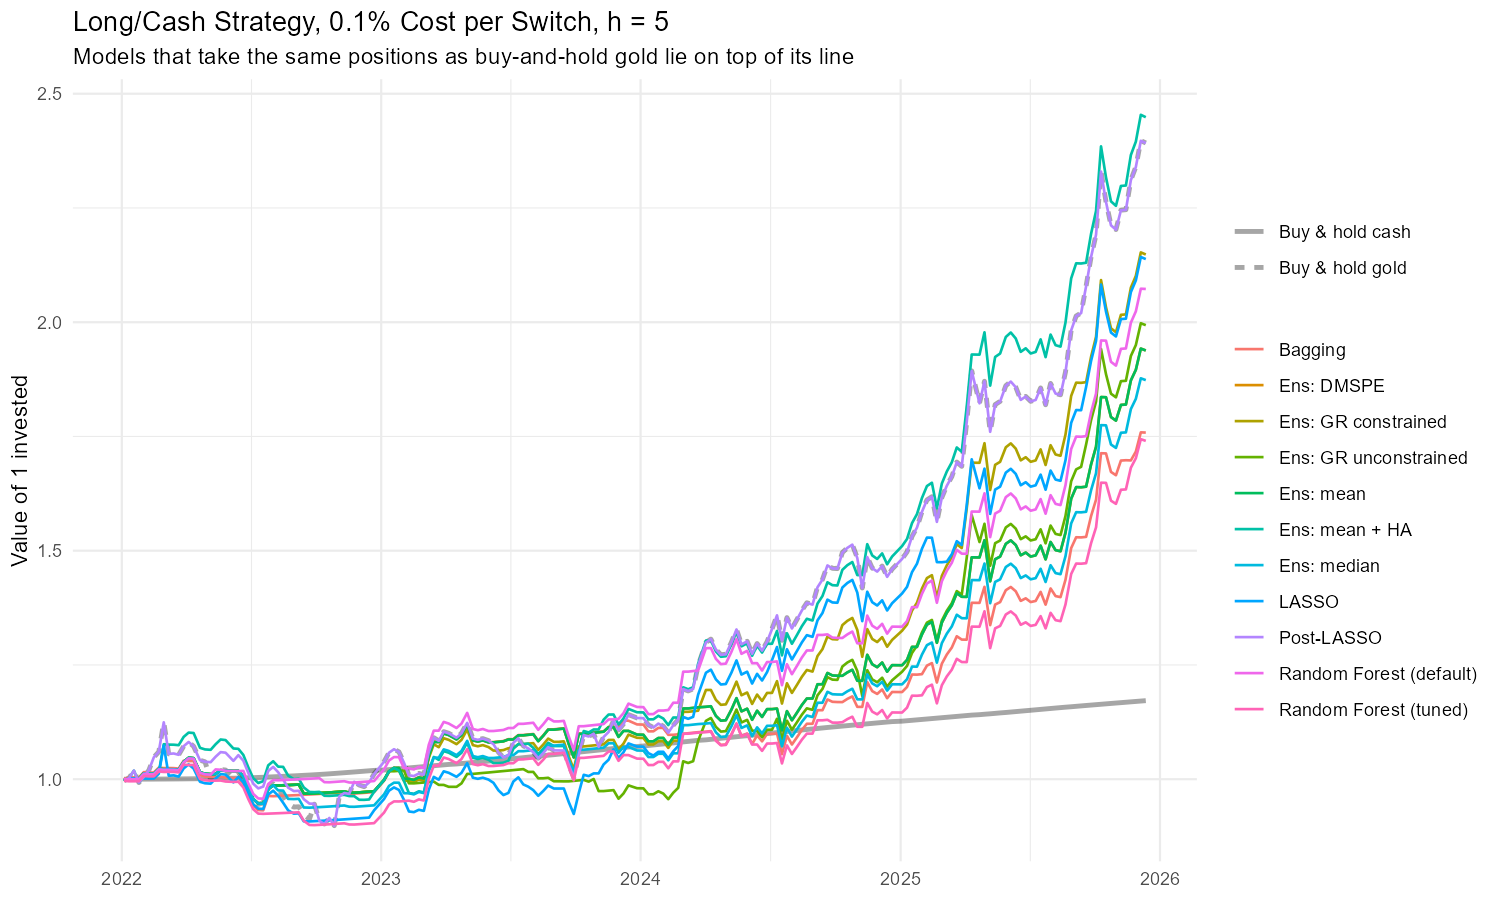 Long/Cash Strategy, 0.1% Cost per Switch, h = 5
Models that take the same positions as buy-and-hold gold lie on top of its line
Value of 1 invested
2.5
2.0
1.5
1.0
2022
2023
2024
2025
2026
Buy & hold cash
Buy & hold gold
Bagging
Ens: DMSPE
Ens: GR constrained
Ens: GR unconstrained
Ens: mean
Ens: mean + HA
Ens: median
LASSO
Post-LASSO
Random Forest (default)
Random Forest (tuned)